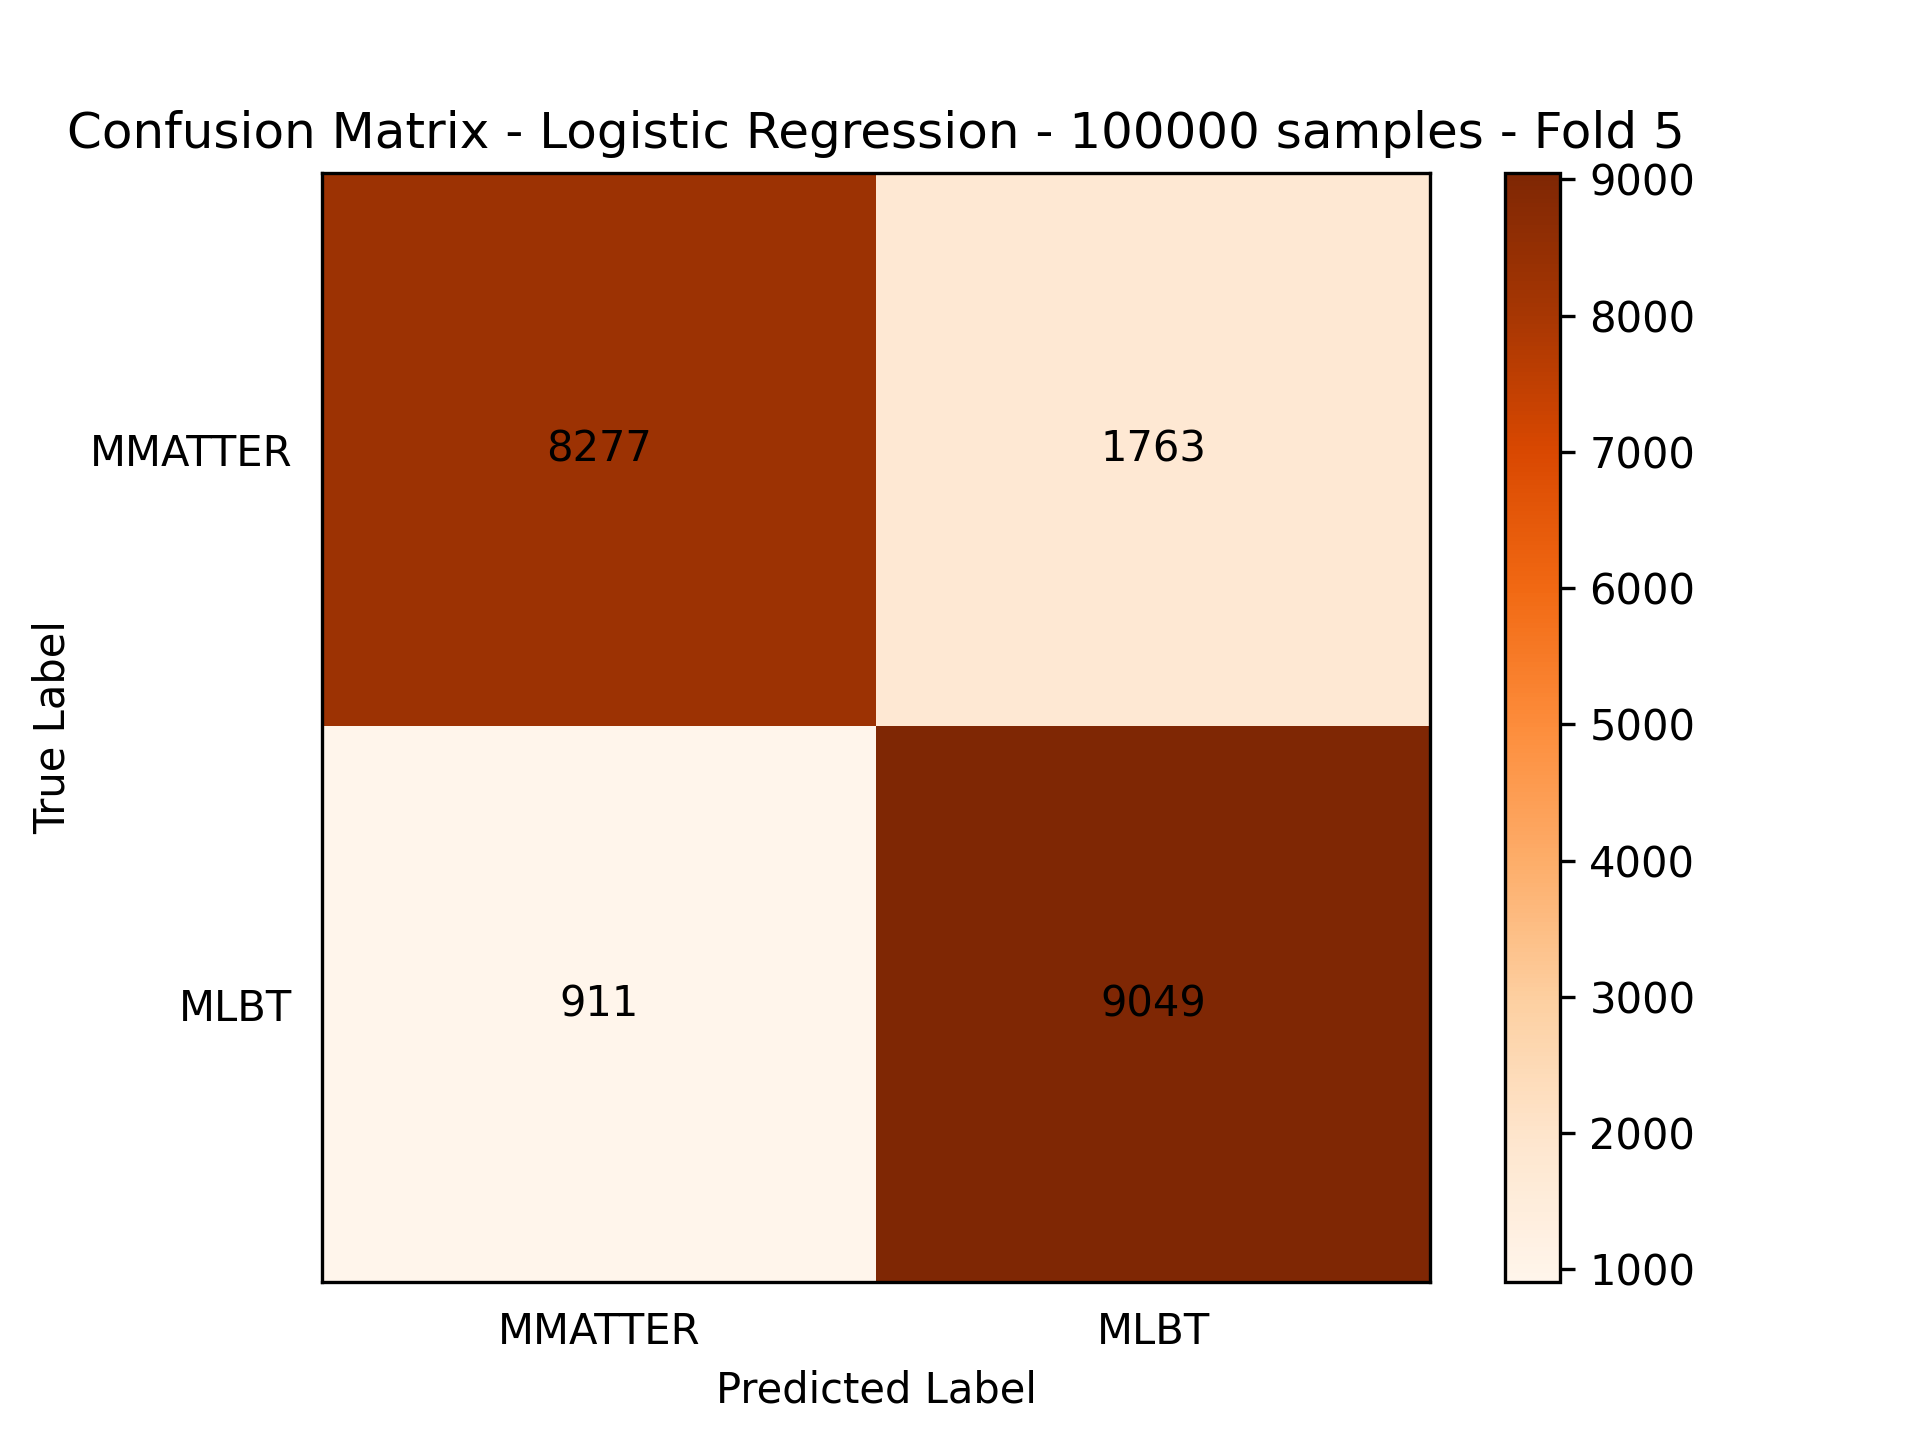 Confusion Matrix - Logistic Regression - 100000 samples - Fold 5
9000
8000
7000
6000
5000
4000
3000
2000
1000
True Label
MMATTER
8277
1763
MLBT
911
9049
MMATTER
MLBT
Predicted Label